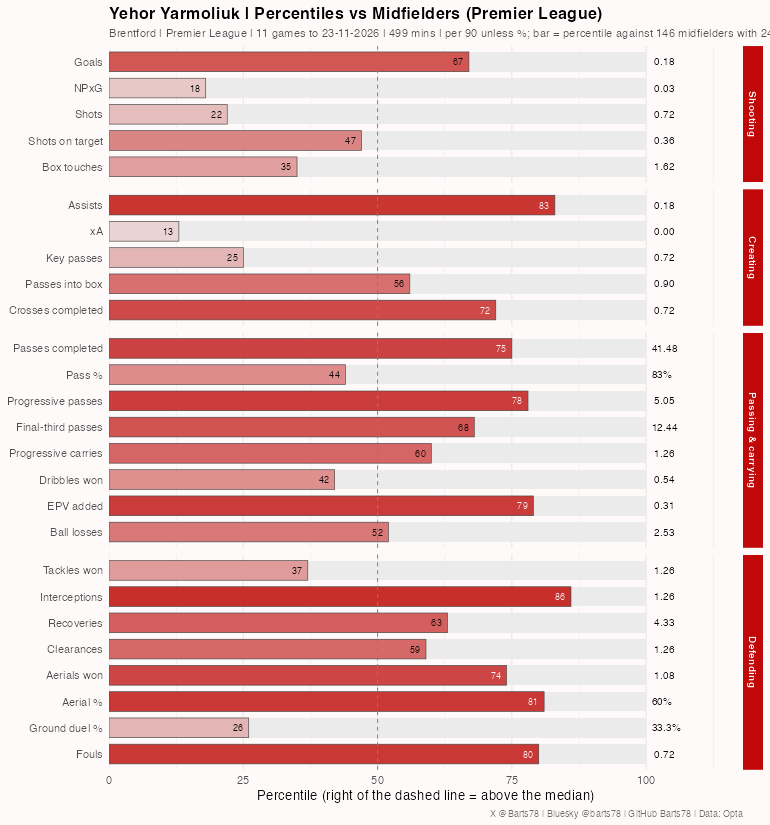 Yehor Yarmoliuk | Percentiles vs Midfielders (Premier League)
Brentford | Premier League | 11 games to 23-11-2026 | 499 mins | per 90 unless %; bar = percentile against 146 midfielders with 24
Shooting
Goals 67 0.18
NPxG 18 0.03
Shots 22 0.72
Shots on target 47 0.36
Box touches 35 1.62
Creating
Assists 83 0.18
xA 13 0.00
Key passes 25 0.72
Passes into box 56 0.90
Crosses completed 72 0.72
Passing & carrying
Passes completed 75 41.48
Pass % 44 83%
Progressive passes 78 5.05
Final-third passes 68 12.44
Progressive carries 60 1.26
Dribbles won 42 0.54
EPV added 79 0.31
Ball losses 52 2.53
Defending
Tackles won 37 1.26
Interceptions 86 1.26
Recoveries 63 4.33
Clearances 59 1.26
Aerials won 74 1.08
Aerial % 81 60%
Ground duel % 26 33.3%
Fouls 80 0.72
0 25 50 75 100
Percentile (right of the dashed line = above the median)
X @Barts78 | Bluesky @barts78 | GitHub Barts78 | Data: Opta